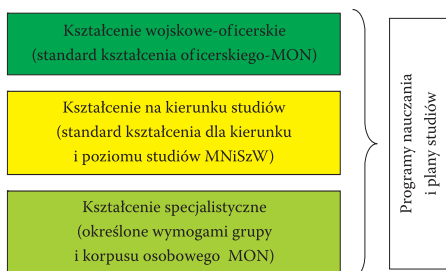 Kształcenie wojskowe-oficerskie
(standard kształcenia oficerskiego-MON)
Kształcenie na kierunku studiów
(standard kształcenia dla kierunku
i poziomu studiów MNiSzW)
Kształcenie specjalistyczne
(określone wymogami grupy
i korpusu osobowego MON)
Programy nauczania
i plany studiów